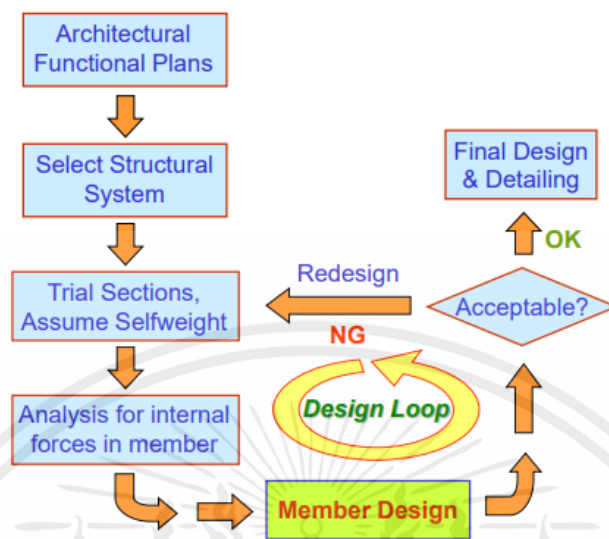 Architectural
Functional Plans
Select Structural
System
Trial Sections,
Assume Selfweight
Analysis for internal
forces in member
Member Design
Acceptable?
OK
Final Design
& Detailing
Redesign
NG
Design Loop